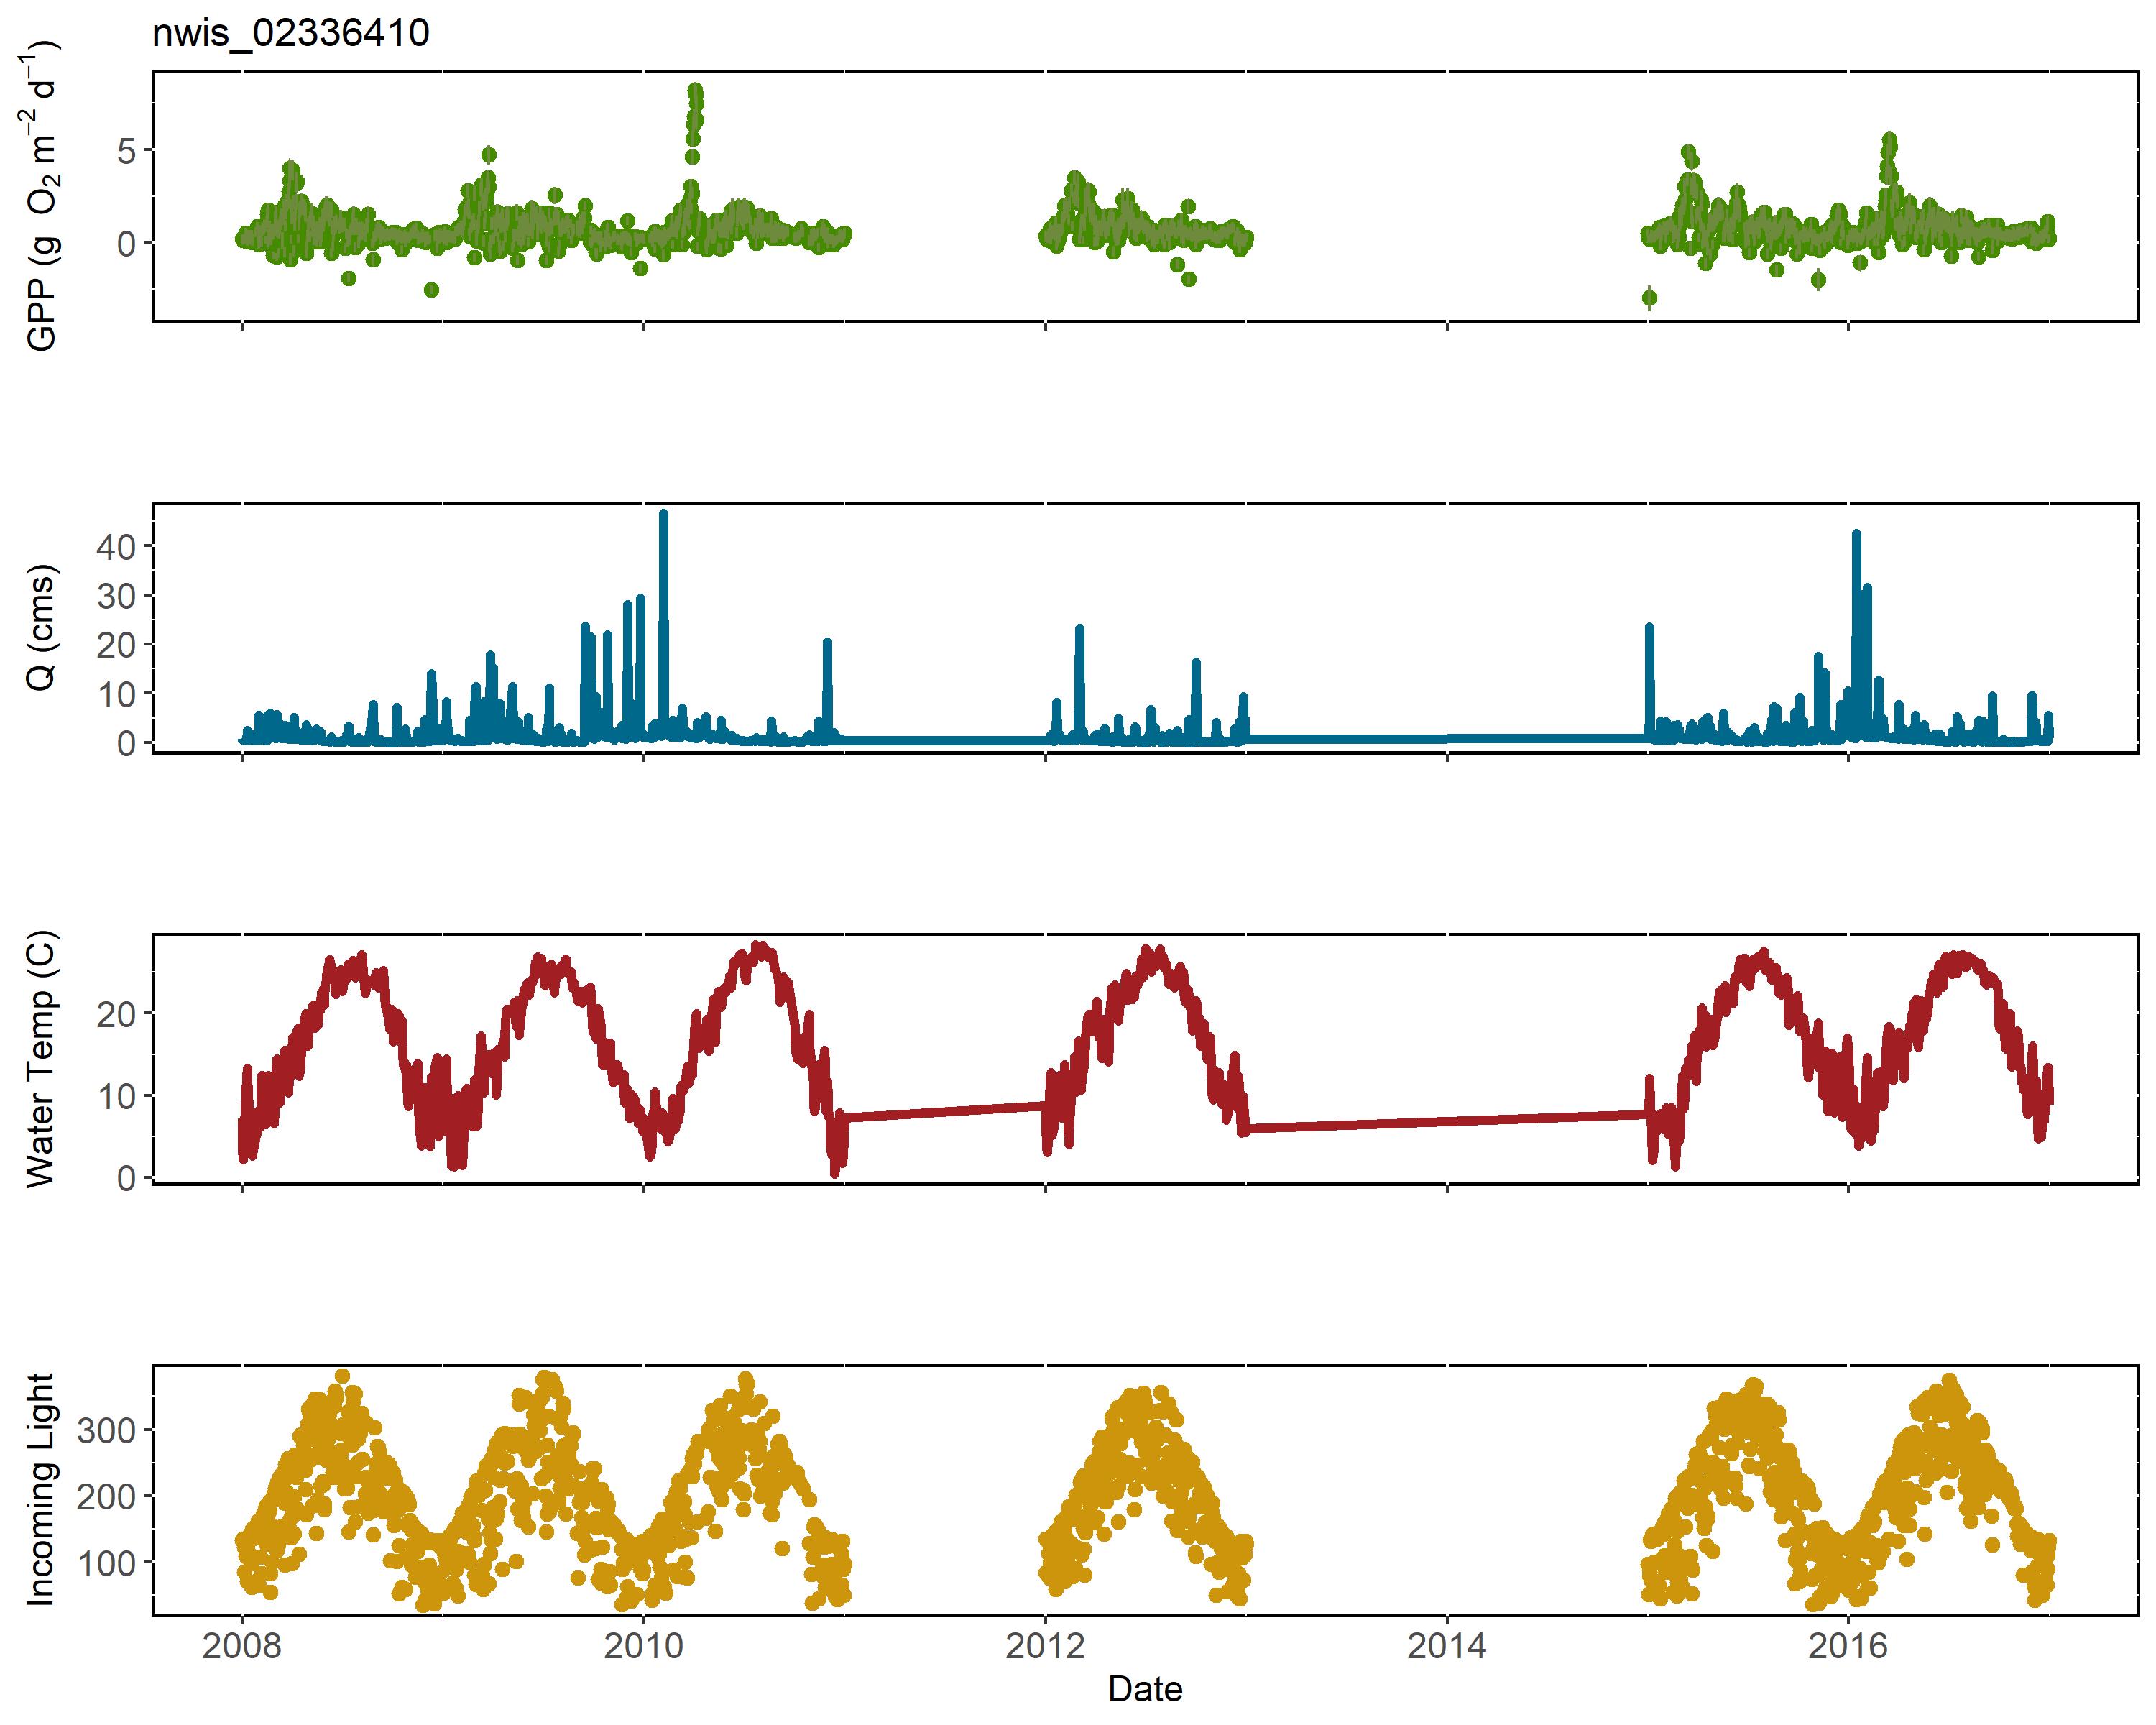 nwis_02336410
GPP (g O₂ m⁻² d⁻¹)
5
0
Q (cms)
40
30
20
10
0
Water Temp (C)
20
10
0
Incoming Light
300
200
100
2008 2010 2012 2014 2016
Date